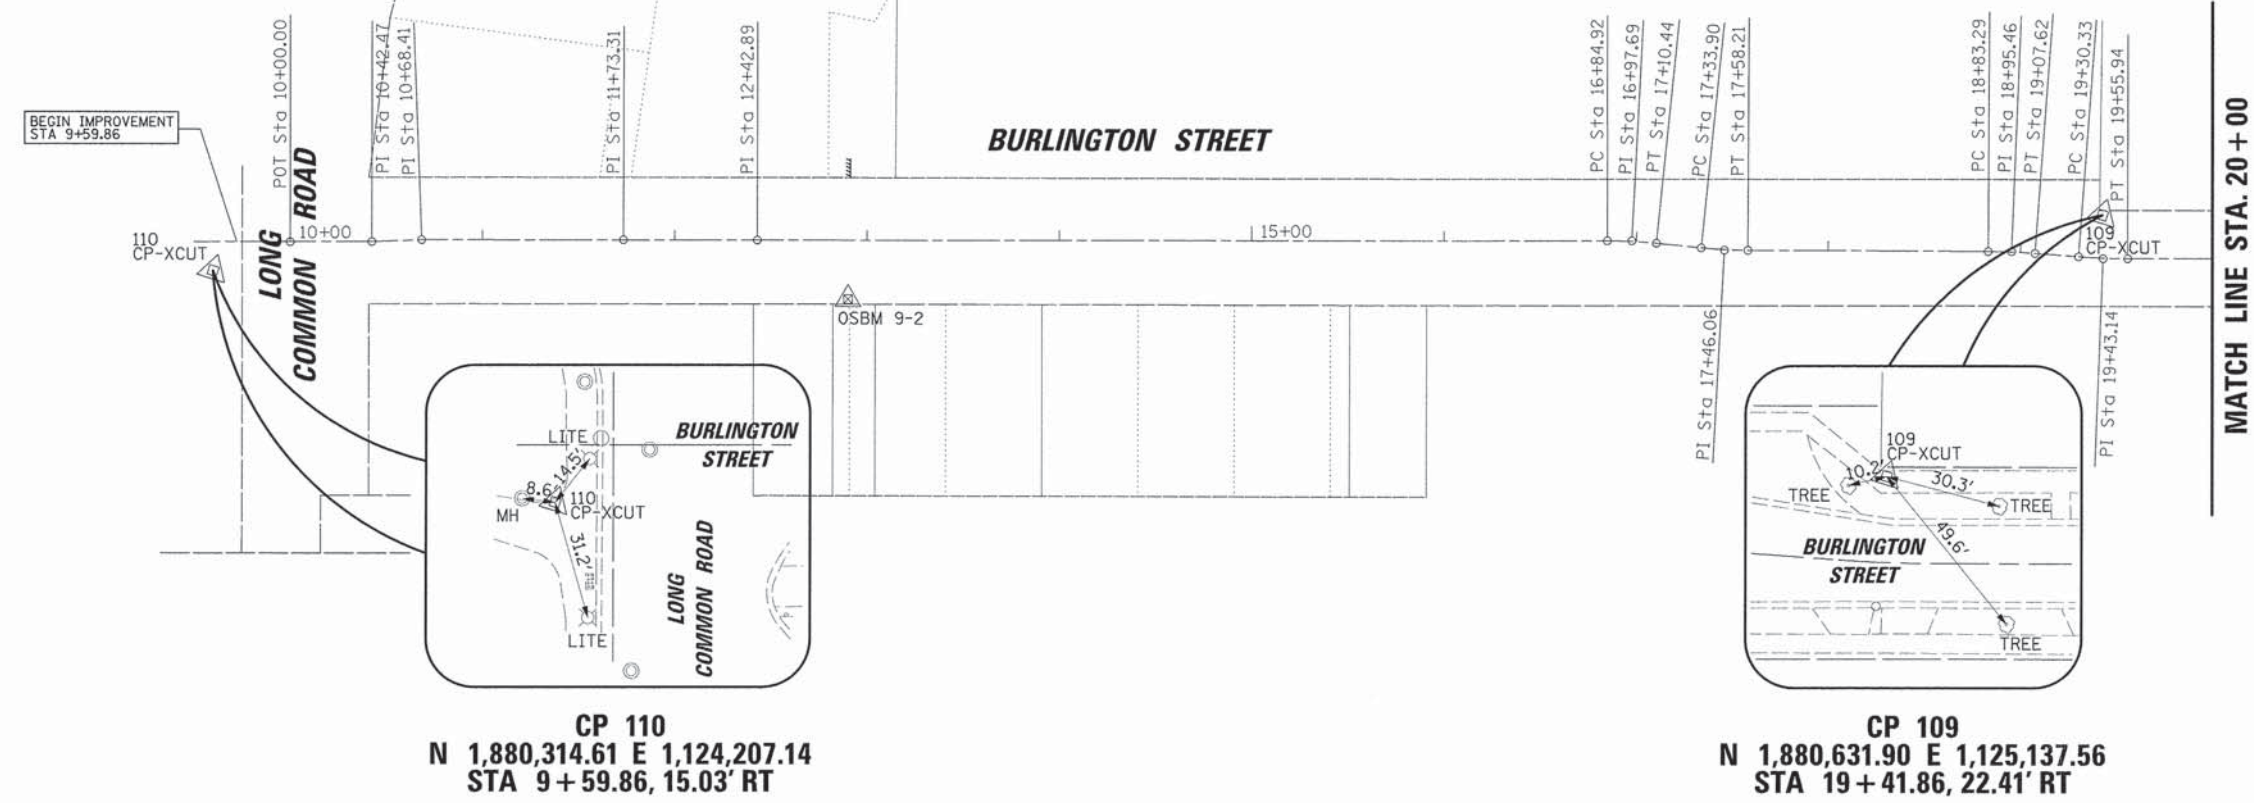 POT Sta 10+00.00
PI Sta 10+42.47
PI Sta 10+68.41
PI Sta 11+73.31
PI Sta 12+42.89
PC Sta 16+84.92
PI Sta 16+97.69
PT Sta 17+10.44
PC Sta 17+33.90
PT Sta 17+58.21
PC Sta 18+83.29
PI Sta 18+95.46
PT Sta 19+07.62
PC Sta 19+30.33
PT Sta 19+55.94
BEGIN IMPROVEMENT
STA 9+59.86
BURLINGTON STREET
LONG
COMMON ROAD
MATCH LINE STA. 20+00
10+00
15+00
110
CP-XCUT
109
CP-XCUT
OSBM 9-2
PI Sta 17+46.06
PI Sta 19+43.14
LITE
BURLINGTON
STREET
14.5'
8.6'
110
CP-XCUT
MH
31.2'
LITE
LONG
COMMON ROAD
109
CP-XCUT
10.2'
30.3'
TREE
TREE
49.6'
BURLINGTON
STREET
TREE
CP 110
N 1,880,314.61 E 1,124,207.14
STA 9+59.86, 15.03' RT
CP 109
N 1,880,631.90 E 1,125,137.56
STA 19+41.86, 22.41' RT